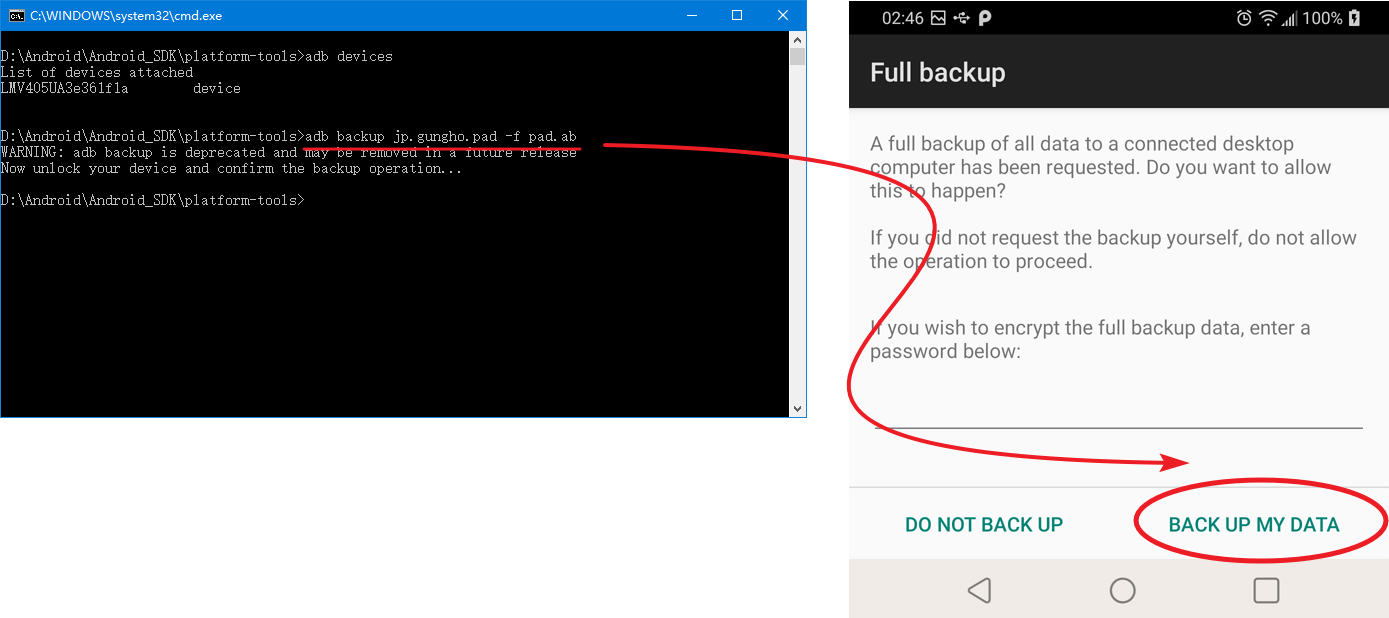 C:\WINDOWS\system32\cmd.exe
D:\Android\Android_SDK\platform-tools>adb devices
List of devices attached
LMV405UA3e361f1a        device
D:\Android\Android_SDK\platform-tools>adb backup jp.gungho.pad -f pad.ab
WARNING: adb backup is deprecated and may be removed in a future release
Now unlock your device and confirm the backup operation...
D:\Android\Android_SDK\platform-tools>
02:46 100%
Full backup
A full backup of all data to a connected desktop
computer has been requested. Do you want to allow
this to happen?
If you did not request the backup yourself, do not allow
the operation to proceed.
If you wish to encrypt the full backup data, enter a
password below:
DO NOT BACK UP BACK UP MY DATA